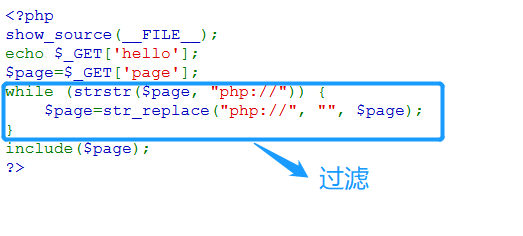 <?php
show_source(__FILE__);
echo $_GET['hello'];
$page=$_GET['page'];
while (strstr($page, "php://")) {
    $page=str_replace("php://", "", $page);
}
include($page);
?>
过滤